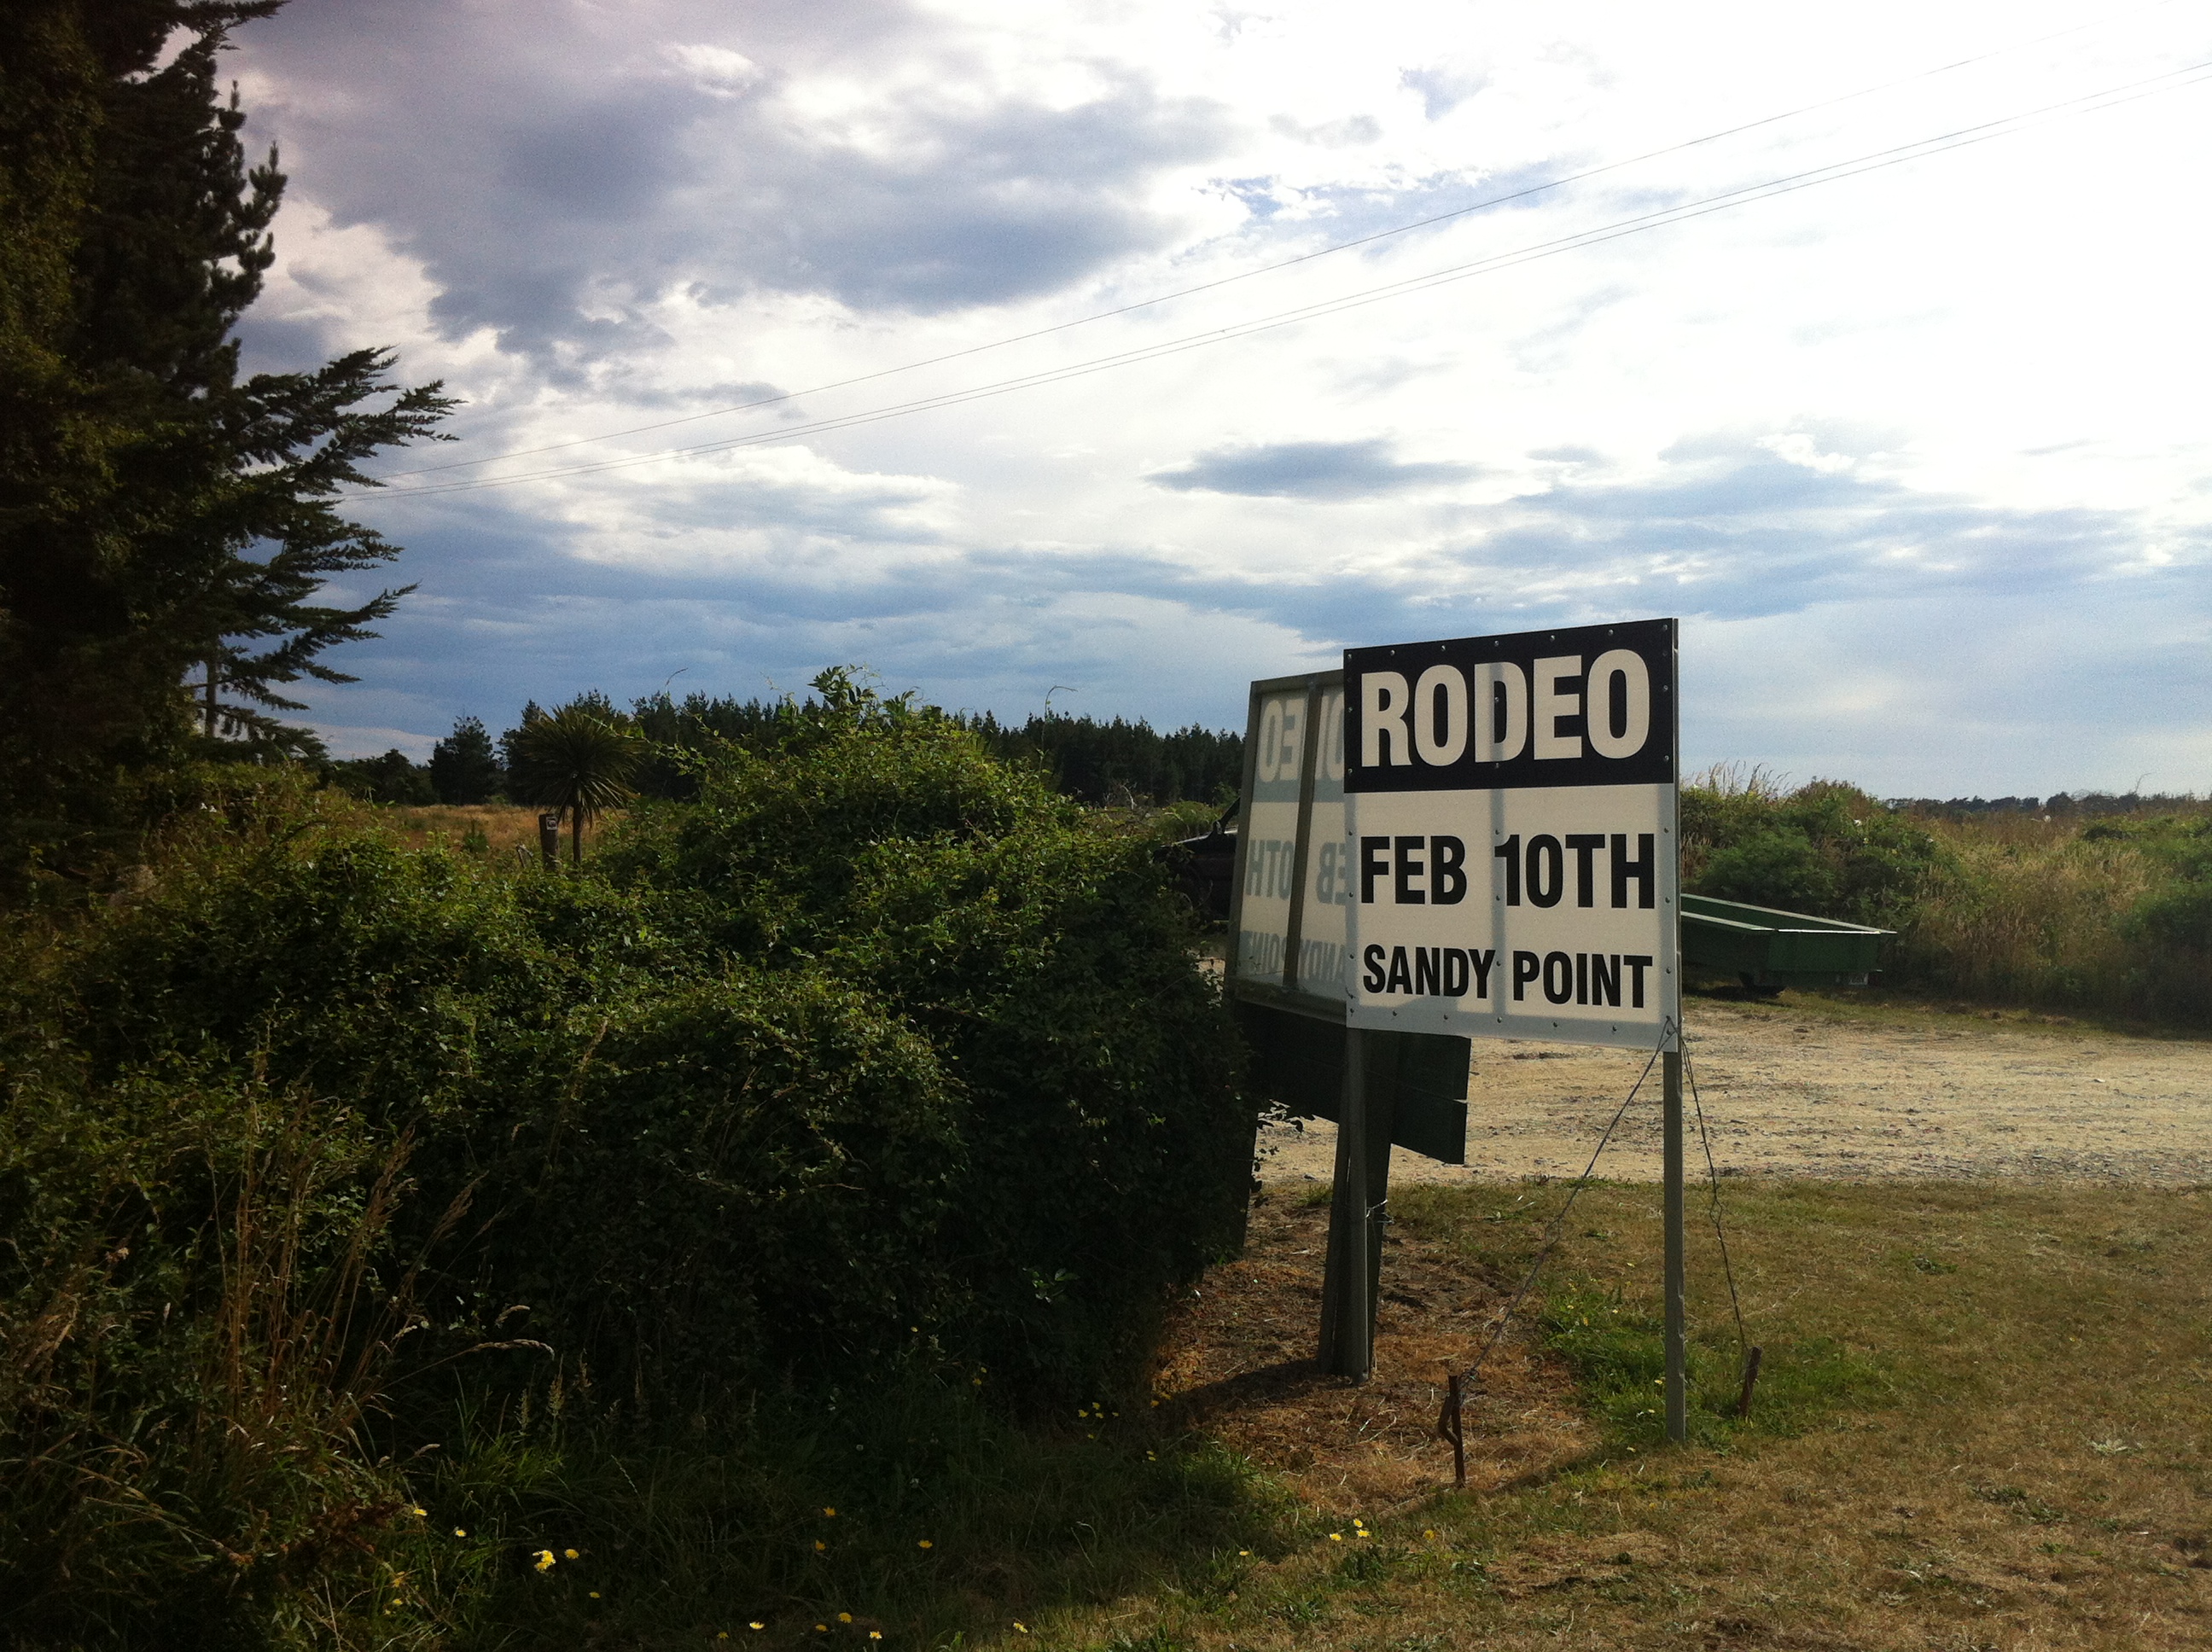 RODEO
FEB 10TH
SANDY POINT